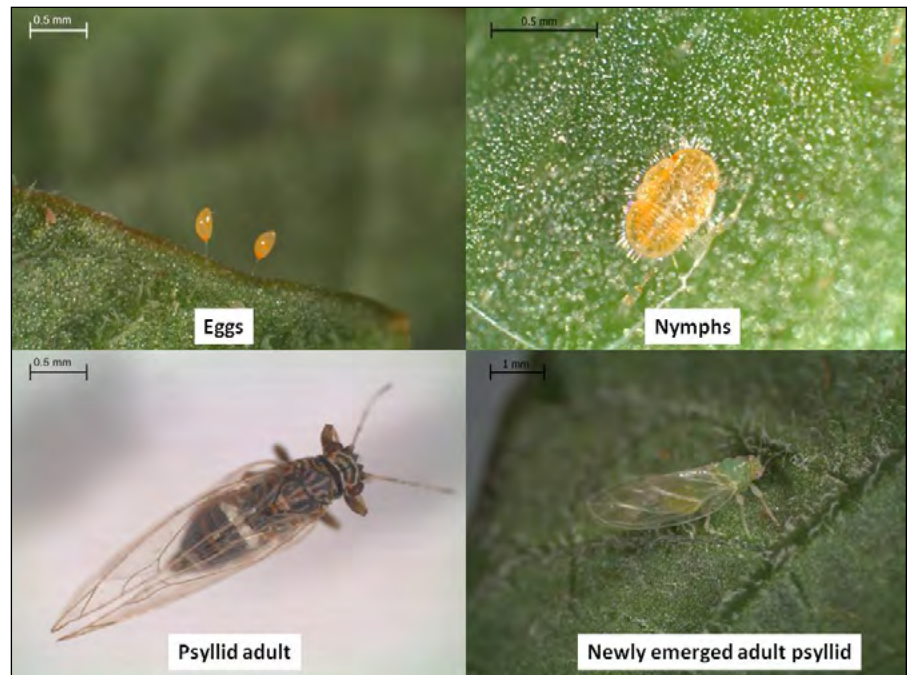 0.5 mm
0.5 mm
Eggs
Nymphs
0.5 mm
1 mm
Psyllid adult
Newly emerged adult psyllid